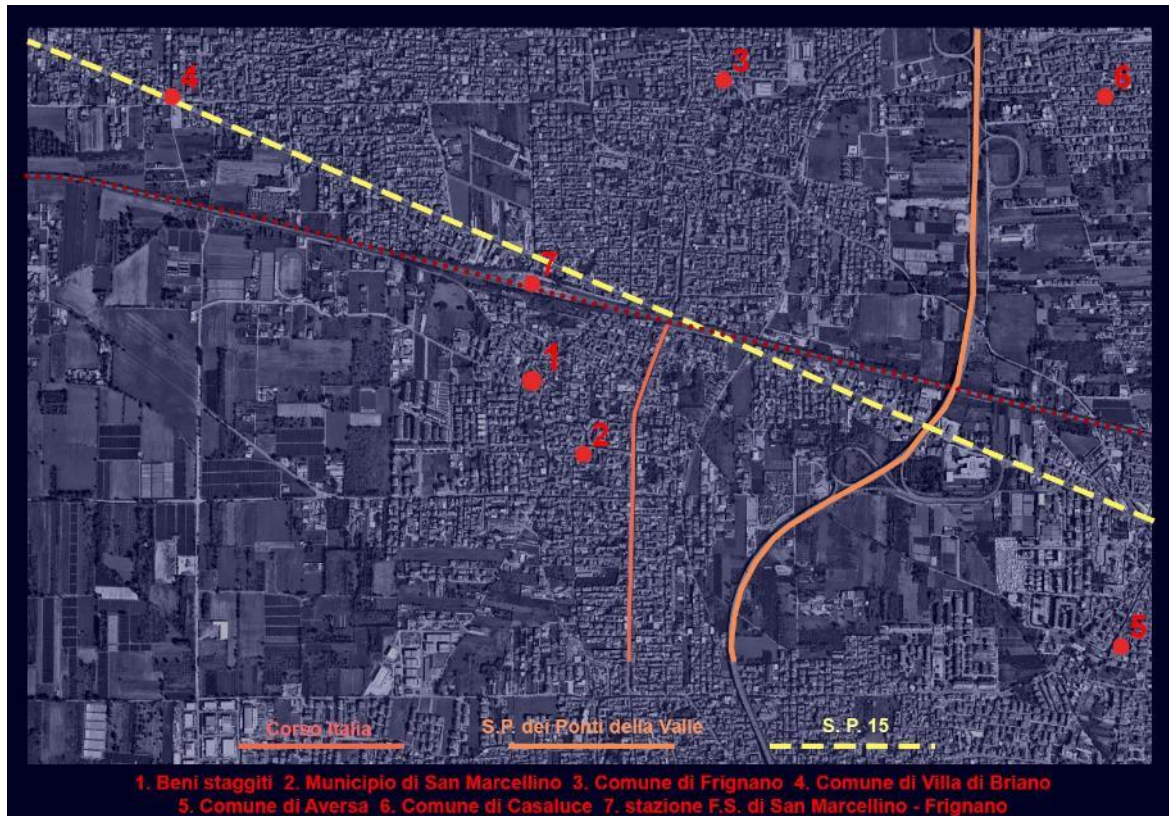 4
3
6
7
1
2
5
Corso Italia
S.P. dei Ponti della Valle
S. P. 15
1. Beni staggiti 2. Municipio di San Marcellino 3. Comune di Frignano 4. Comune di Villa di Briano
5. Comune di Aversa 6. Comune di Casaluce 7. stazione F.S. di San Marcellino - Frignano